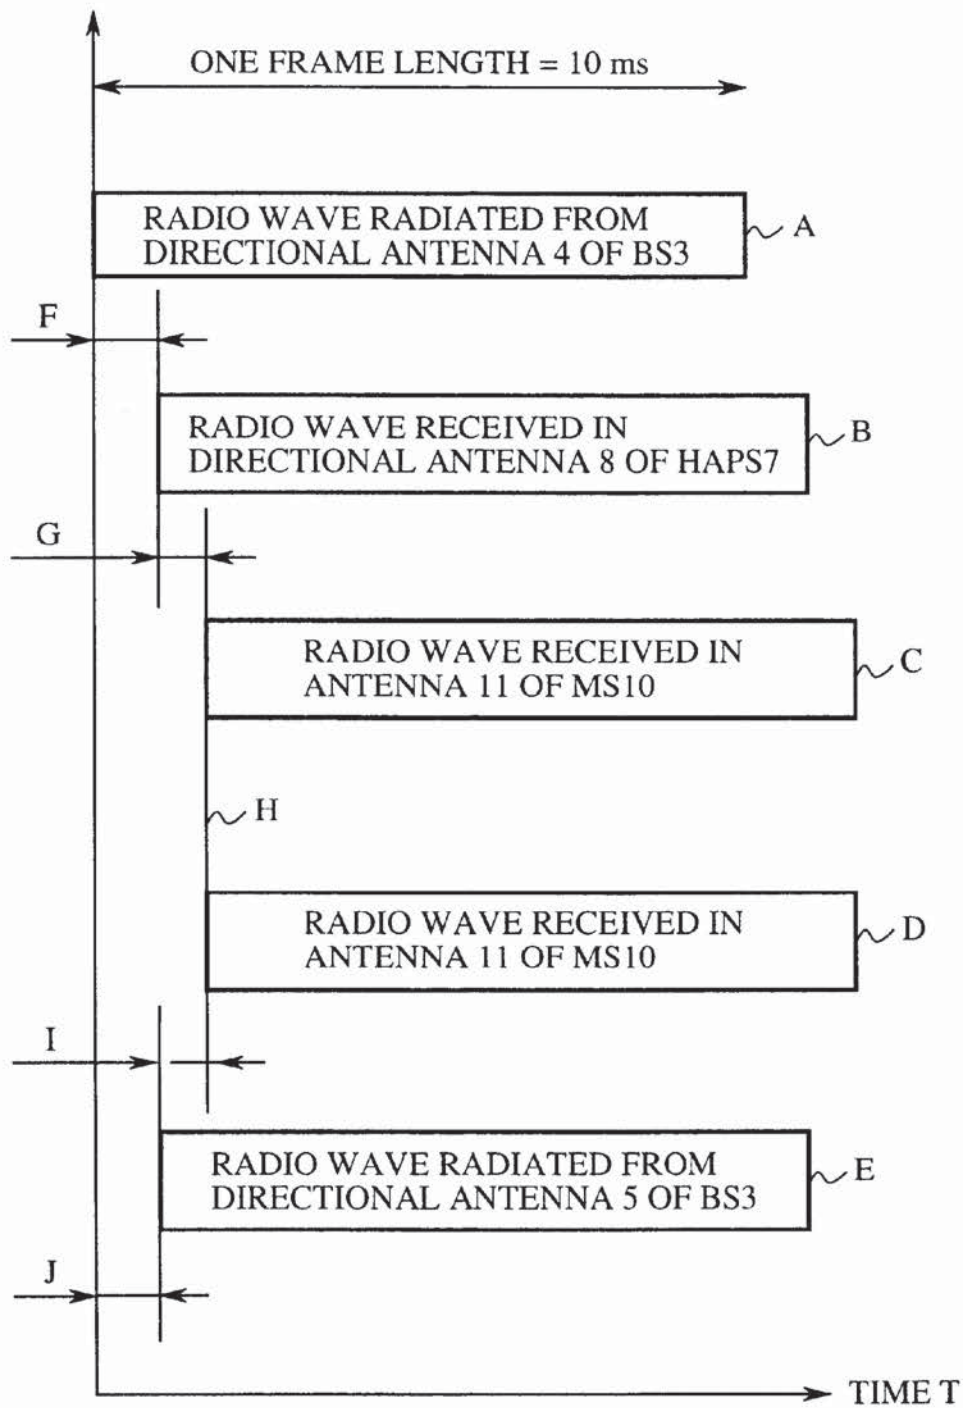 ONE FRAME LENGTH = 10 ms
RADIO WAVE RADIATED FROM
DIRECTIONAL ANTENNA 4 OF BS3
A
F
RADIO WAVE RECEIVED IN
DIRECTIONAL ANTENNA 8 OF HAPS7
B
G
RADIO WAVE RECEIVED IN
ANTENNA 11 OF MS10
C
H
RADIO WAVE RECEIVED IN
ANTENNA 11 OF MS10
D
I
RADIO WAVE RADIATED FROM
DIRECTIONAL ANTENNA 5 OF BS3
E
J
TIME T